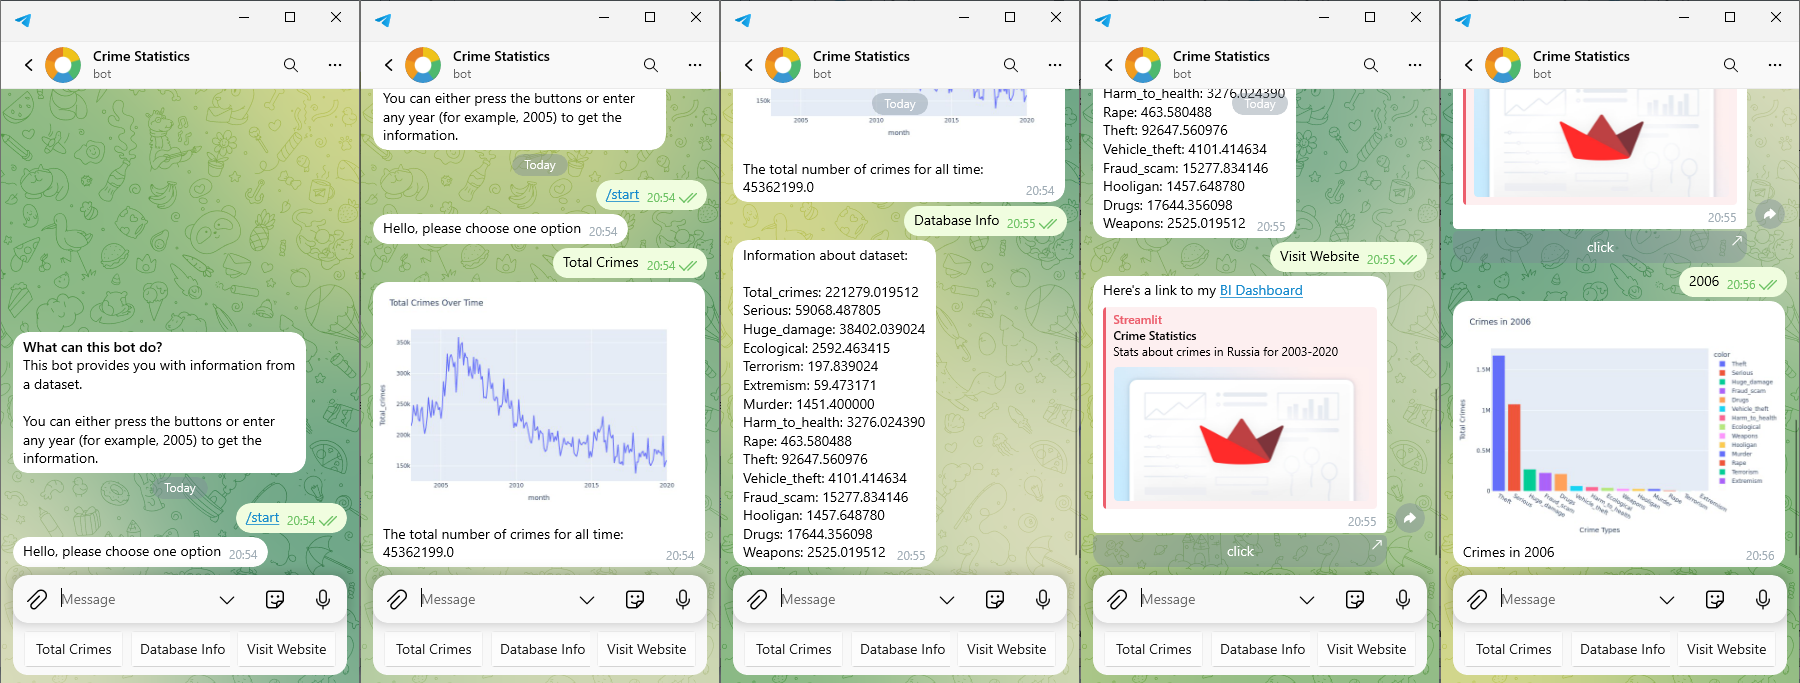 Crime Statistics
bot
What can this bot do?
This bot provides you with information from
a dataset.
You can either press the buttons or enter
any year (for example, 2005) to get the
information.
Today
/start 20:54
Hello, please choose one option 20:54
Message
Total Crimes Database Info Visit Website
Crime Statistics
bot
You can either press the buttons or enter
any year (for example, 2005) to get the
information.
Today
/start 20:54
Hello, please choose one option 20:54
Total Crimes 20:54
Total Crimes Over Time
350k
300k
250k
200k
150k
Total_crimes
2005 2010 2015 2020
month
The total number of crimes for all time:
45362199.0 20:54
Message
Total Crimes Database Info Visit Website
Crime Statistics
bot
150k
Today
2005 2010 2015 2020
month
The total number of crimes for all time:
45362199.0 20:54
Database Info 20:55
Information about dataset:
Total_crimes: 221279.019512
Serious: 59068.487805
Huge_damage: 38402.039024
Ecological: 2592.463415
Terrorism: 197.839024
Extremism: 59.473171
Murder: 1451.400000
Harm_to_health: 3276.024390
Rape: 463.580488
Theft: 92647.560976
Vehicle_theft: 4101.414634
Fraud_scam: 15277.834146
Hooligan: 1457.648780
Drugs: 17644.356098
Weapons: 2525.019512 20:55
Message
Total Crimes Database Info Visit Website
Crime Statistics
bot
Harm_to_health: 3276.024390
Today
Rape: 463.580488
Theft: 92647.560976
Vehicle_theft: 4101.414634
Fraud_scam: 15277.834146
Hooligan: 1457.648780
Drugs: 17644.356098
Weapons: 2525.019512 20:55
Visit Website 20:55
Here's a link to my BI Dashboard
Streamlit
Crime Statistics
Stats about crimes in Russia for 2003-2020
20:55
click
Message
Total Crimes Database Info Visit Website
Crime Statistics
bot
20:55
click
2006 20:56
Crimes in 2006
1.5M
1M
0.5M
0
Total Crimes
Theft
Serious
Huge_damage
Fraud_scam
Drugs
Vehicle_theft
Harm_to_health
Ecological
Weapons
Hooligan
Murder
Rape
Terrorism
Extremism
Crime Types
color
Theft
Serious
Huge_damage
Fraud_scam
Drugs
Vehicle_theft
Harm_to_health
Ecological
Weapons
Hooligan
Murder
Rape
Terrorism
Extremism
Crimes in 2006 20:56
Message
Total Crimes Database Info Visit Website